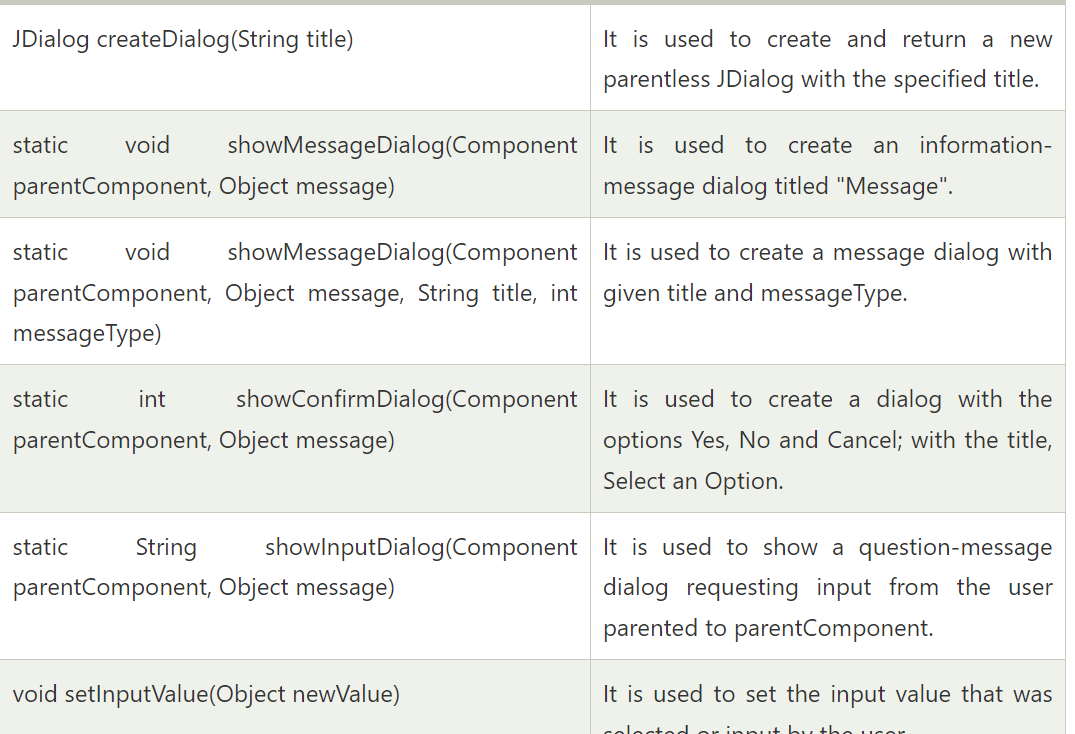 JDialog createDialog(String title)
It is used to create and return a new
parentless JDialog with the specified title.
static void showMessageDialog(Component
parentComponent, Object message)
It is used to create an information-
message dialog titled "Message".
static void showMessageDialog(Component
parentComponent, Object message, String title, int
messageType)
It is used to create a message dialog with
given title and messageType.
static int showConfirmDialog(Component
parentComponent, Object message)
It is used to create a dialog with the
options Yes, No and Cancel; with the title,
Select an Option.
static String showInputDialog(Component
parentComponent, Object message)
It is used to show a question-message
dialog requesting input from the user
parented to parentComponent.
void setInputValue(Object newValue)
It is used to set the input value that was
selected or input by the user.